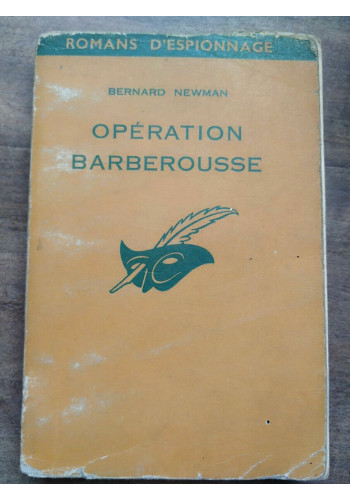 ROMANS D'ESPIONNAGE
BERNARD NEWMAN
OPÉRATION
BARBEROUSSE